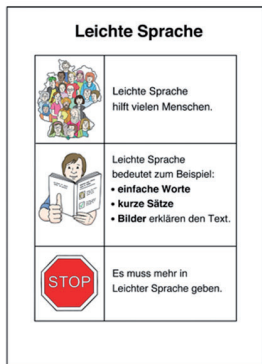 Leichte Sprache
Leichte Sprache
hilft vielen Menschen.
Leichte Sprache
bedeutet zum Beispiel:
• einfache Worte
• kurze Sätze
• Bilder erklären den Text.
STOP
Es muss mehr in
Leichter Sprache geben.